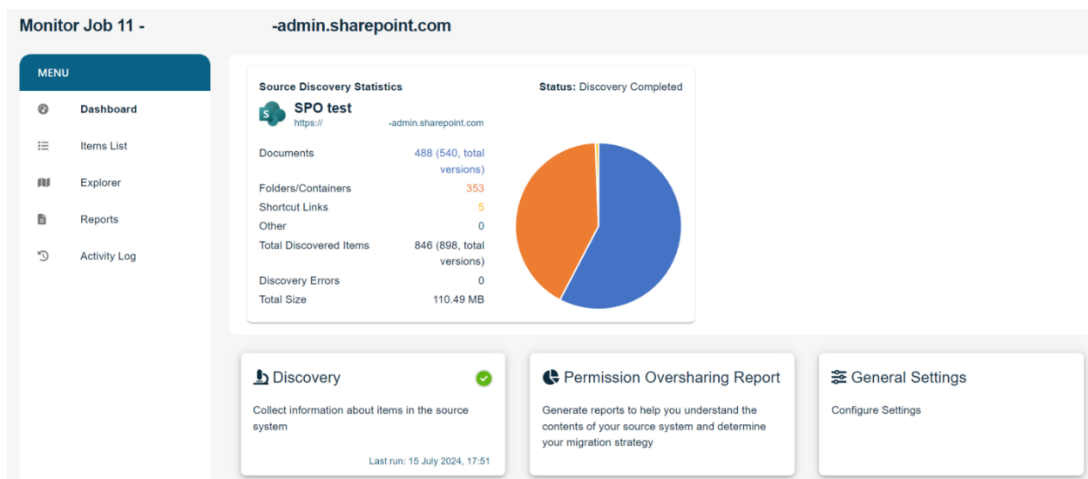 Monitor Job 11 - -admin.sharepoint.com
MENU
Dashboard
Items List
Explorer
Reports
Activity Log
Source Discovery Statistics Status: Discovery Completed
S
SPO test
https:// -admin.sharepoint.com
Documents 488 (540, total
versions)
Folders/Containers 353
Shortcut Links 5
Other 0
Total Discovered Items 846 (898, total
versions)
Discovery Errors 0
Total Size 110.49 MB
Discovery
Collect information about items in the source
system
Last run: 15 July 2024, 17:51
Permission Oversharing Report
Generate reports to help you understand the
contents of your source system and determine
your migration strategy
General Settings
Configure Settings